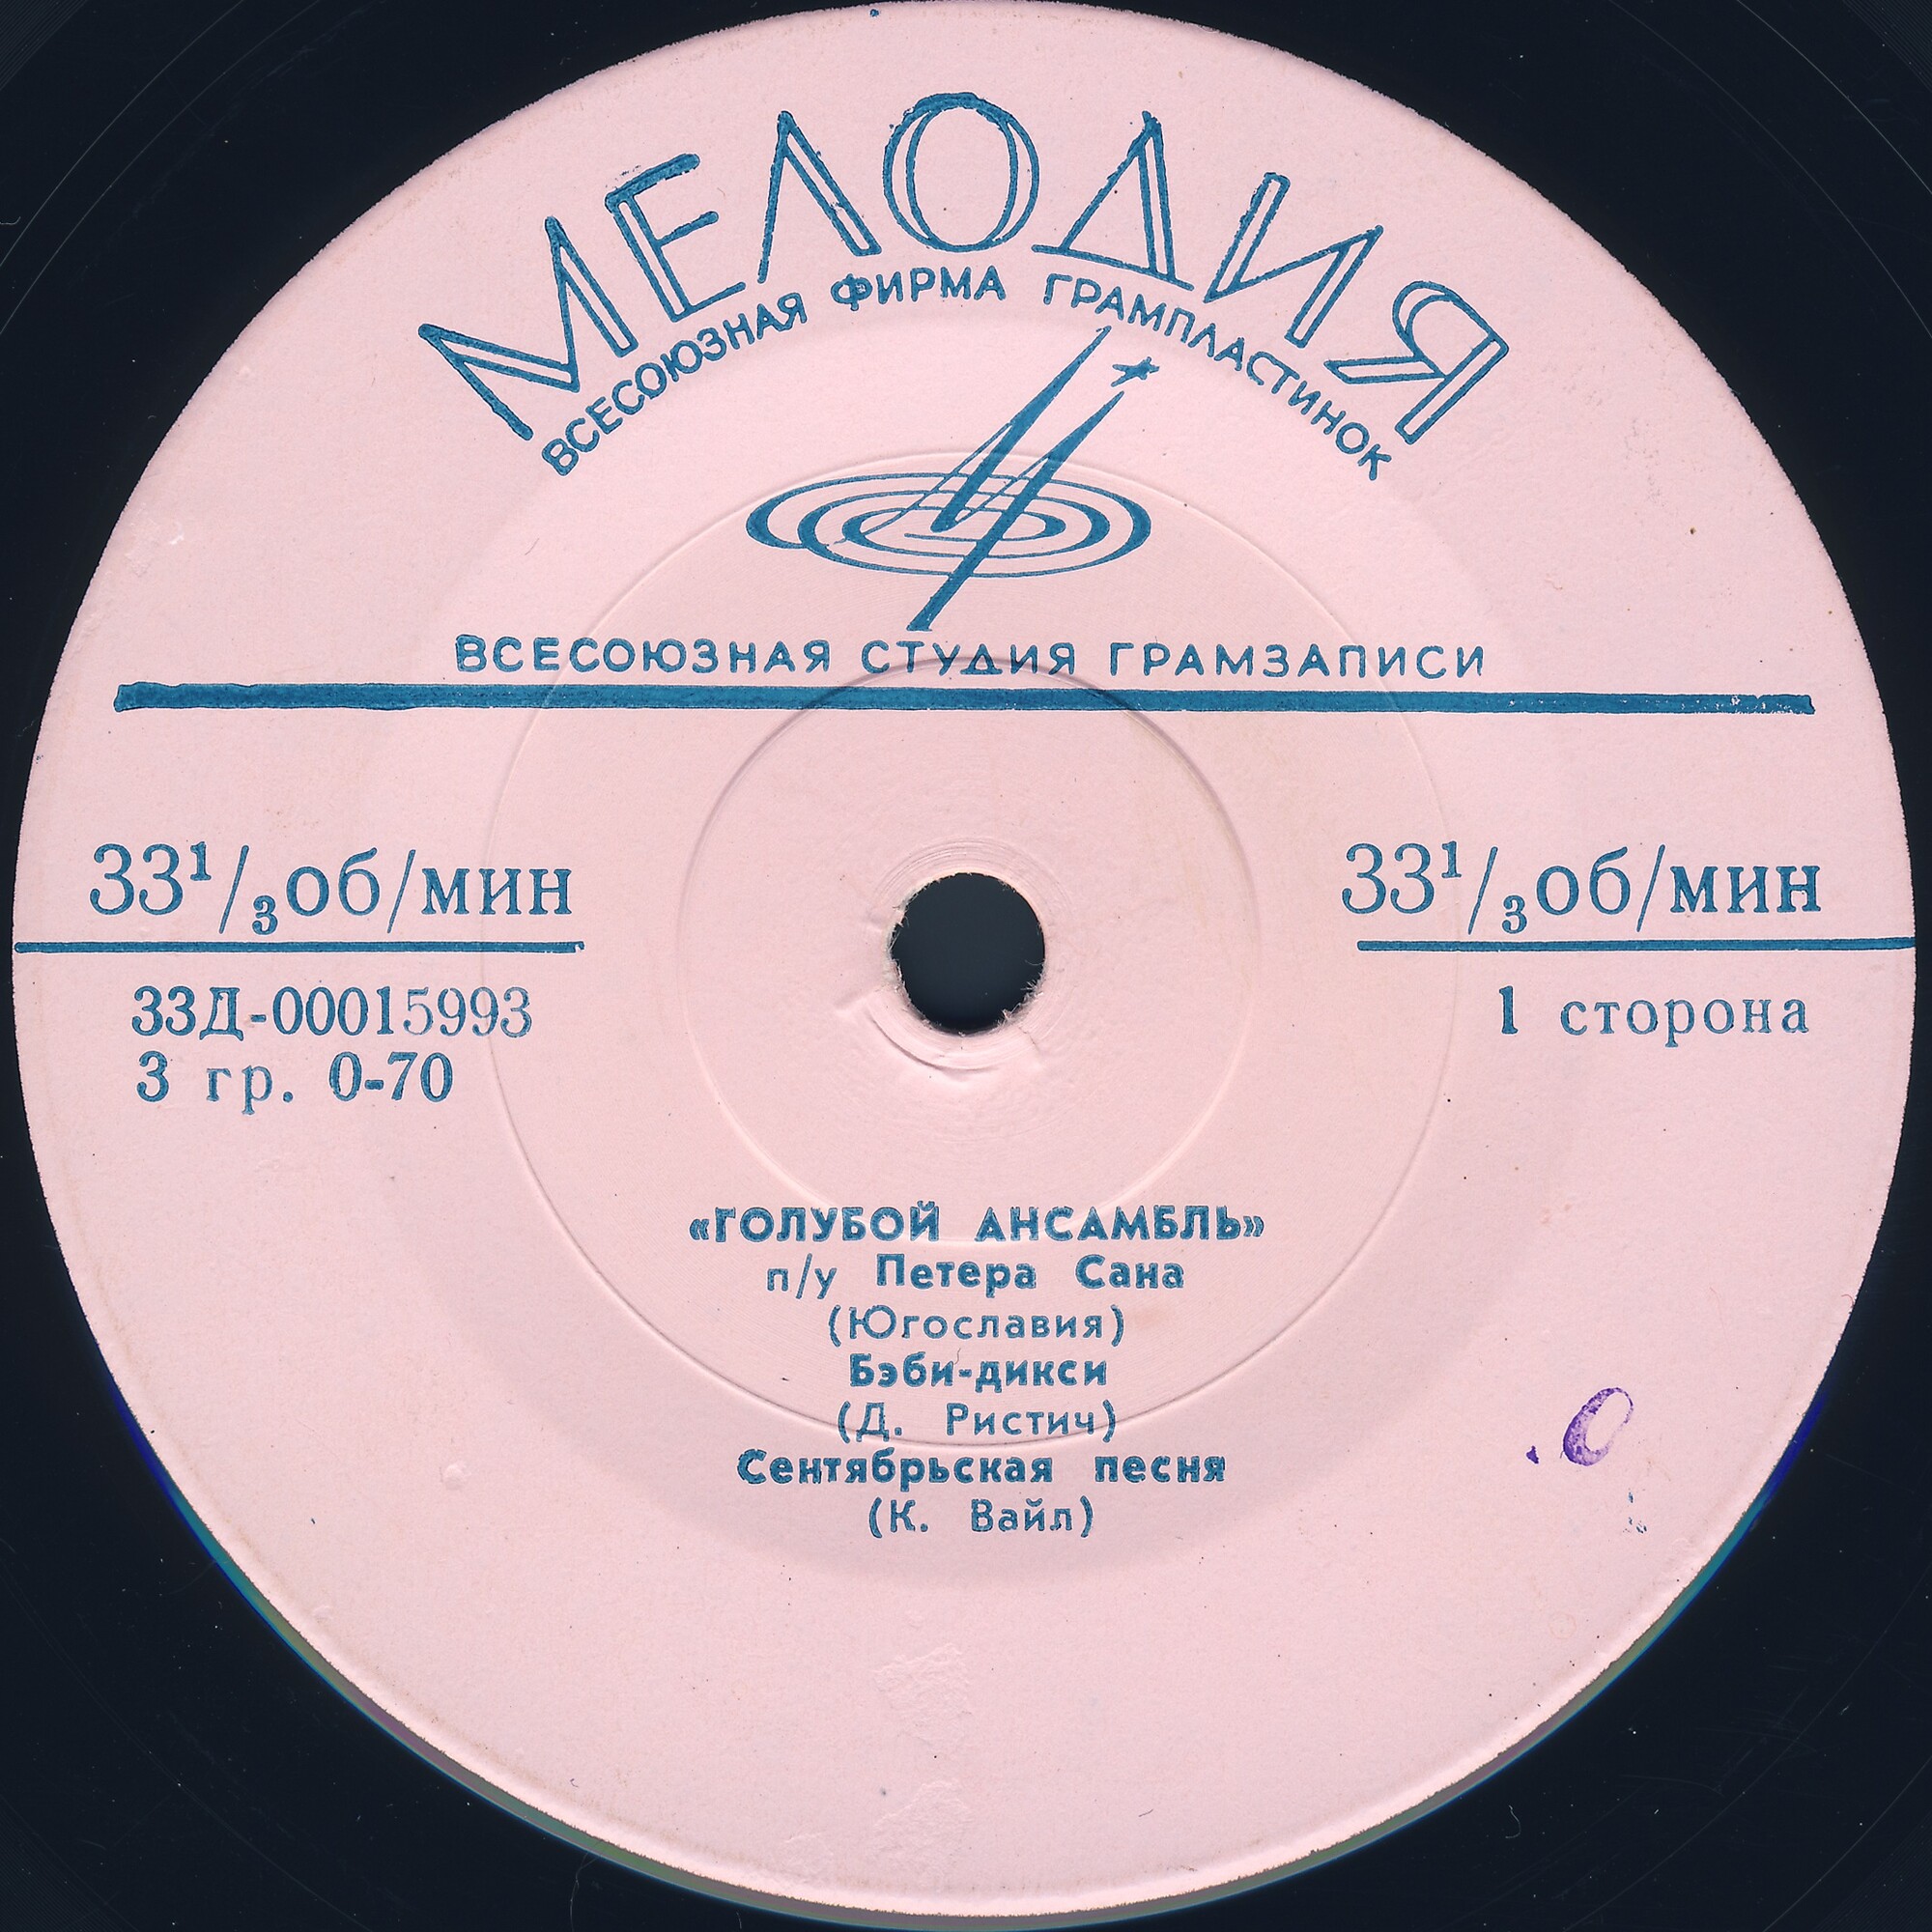 МЕЛОДИЯ
ВСЕСОЮЗНАЯ ФИРМА ГРАМПЛАСТИНОК
ВСЕСОЮЗНАЯ СТУДИЯ ГРАМЗАПИСИ
33¹/₃об/мин
33¹/₃об/мин
33Д-00015993
3 гр. 0-70
1 сторона
«ГОЛУБОЙ АНСАМБЛЬ»
п/у Петера Сана
(Югославия)
Бэби-дикси
(Д. Ристич)
Сентябрьская песня
(К. Вайл)